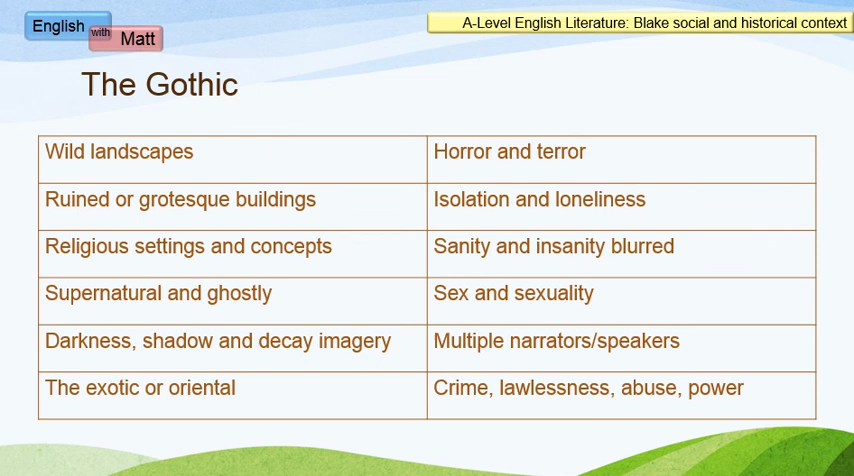 English
with
Matt
A-Level English Literature: Blake social and historical context
The Gothic
Wild landscapes
Horror and terror
Ruined or grotesque buildings
Isolation and loneliness
Religious settings and concepts
Sanity and insanity blurred
Supernatural and ghostly
Sex and sexuality
Darkness, shadow and decay imagery
Multiple narrators/speakers
The exotic or oriental
Crime, lawlessness, abuse, power